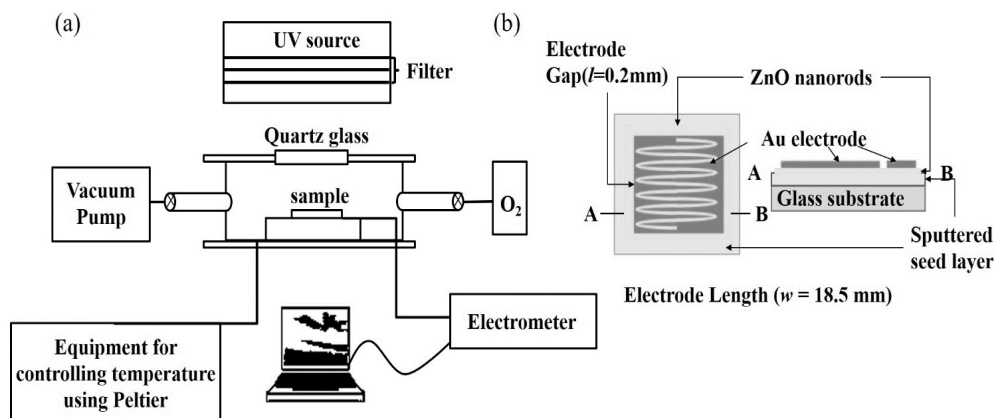 (a)
UV source
Filter
Quartz glass
Vacuum
Pump
sample
O₂
Equipment for
controlling temperature
using Peltier
Electrometer
(b)
Electrode
Gap(l=0.2mm)
ZnO nanorods
Au electrode
A
B
A
B
Glass substrate
Sputtered
seed layer
Electrode Length (w = 18.5 mm)